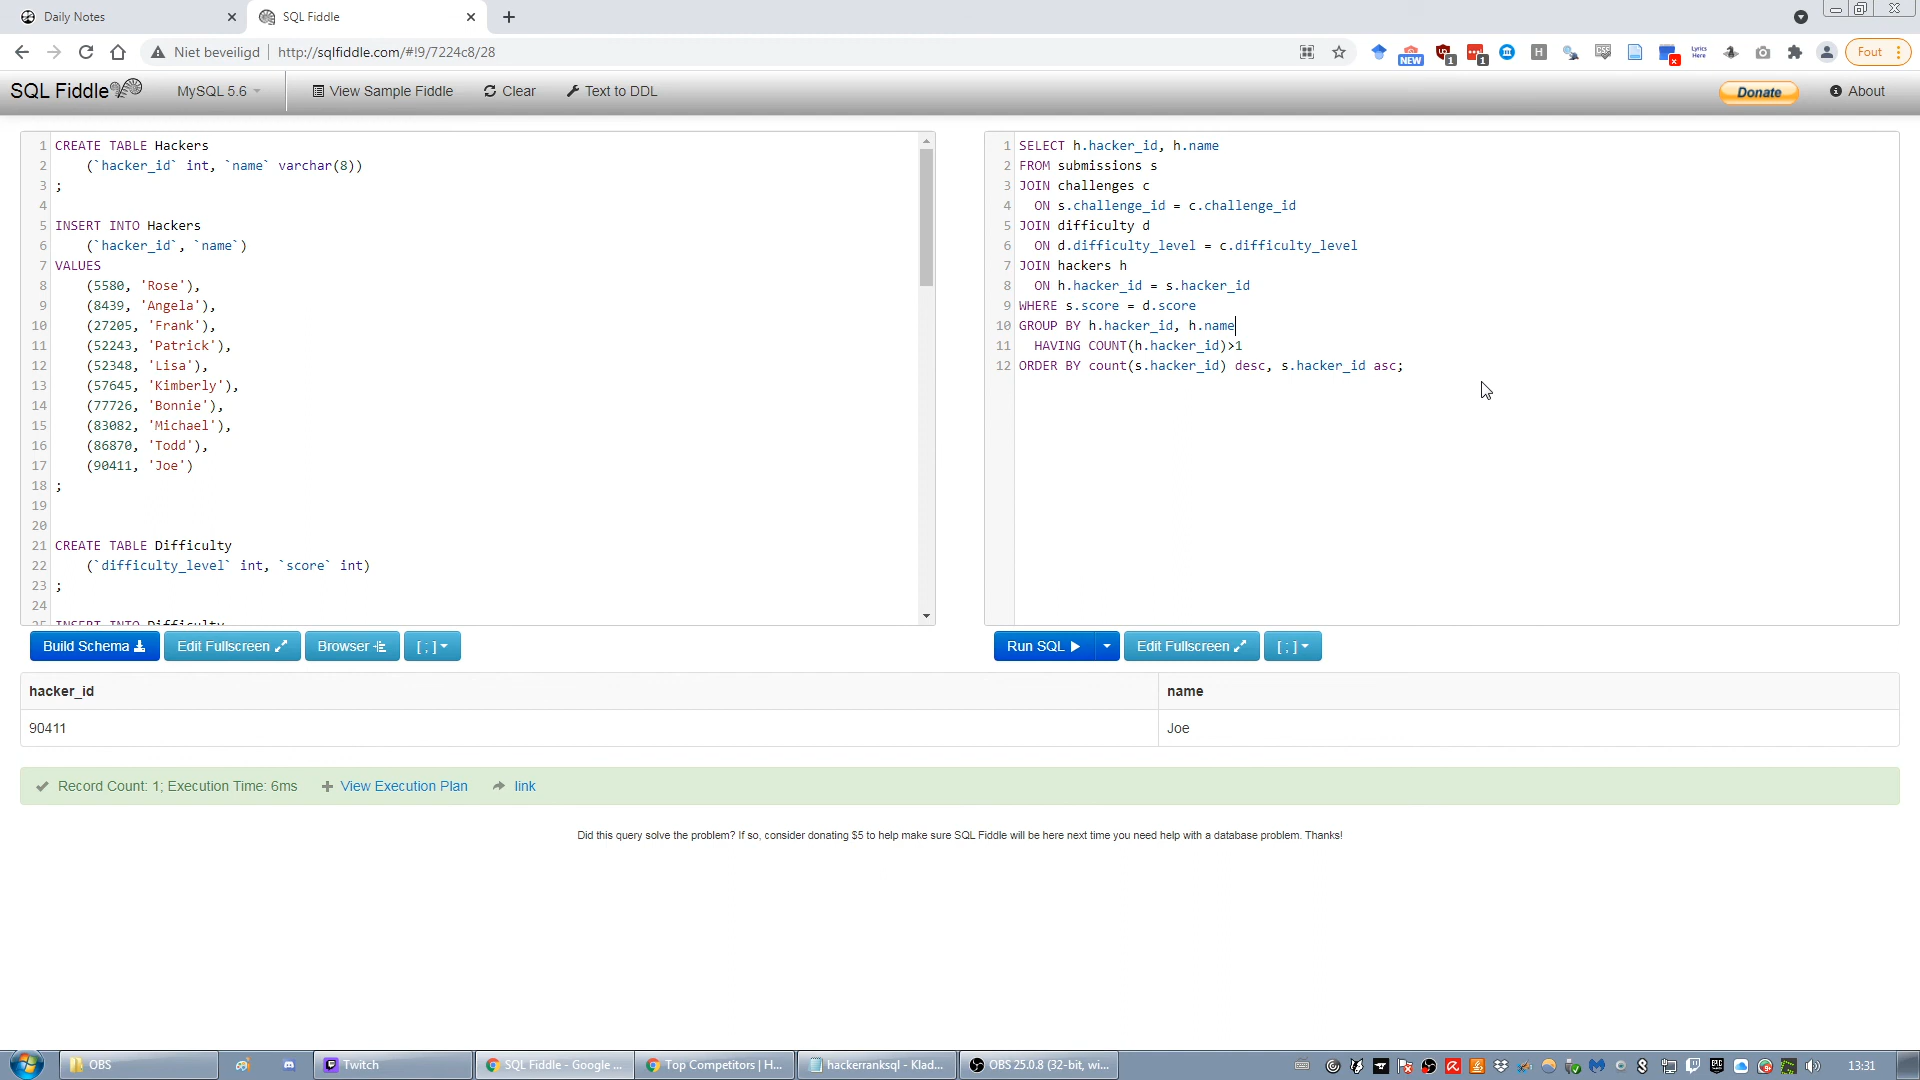 Daily Notes
SQL Fiddle
Niet beveiligd
http://sqlfiddle.com/#!9/7224c8/28
NEW
1
1
H
CSS
Lyrics Here
Fout
SQL Fiddle
MySQL 5.6
View Sample Fiddle
Clear
Text to DDL
Donate
About
1 CREATE TABLE Hackers
2 (`hacker_id` int, `name` varchar(8))
3 ;
4
5 INSERT INTO Hackers
6 (`hacker_id`, `name`)
7 VALUES
8 (5580, 'Rose'),
9 (8439, 'Angela'),
10 (27205, 'Frank'),
11 (52243, 'Patrick'),
12 (52348, 'Lisa'),
13 (57645, 'Kimberly'),
14 (77726, 'Bonnie'),
15 (83082, 'Michael'),
16 (86870, 'Todd'),
17 (90411, 'Joe')
18 ;
19
20
21 CREATE TABLE Difficulty
22 (`difficulty_level` int, `score` int)
23 ;
24
25 INSERT INTO Difficulty
1 SELECT h.hacker_id, h.name
2 FROM submissions s
3 JOIN challenges c
4 ON s.challenge_id = c.challenge_id
5 JOIN difficulty d
6 ON d.difficulty_level = c.difficulty_level
7 JOIN hackers h
8 ON h.hacker_id = s.hacker_id
9 WHERE s.score = d.score
10 GROUP BY h.hacker_id, h.name
11 HAVING COUNT(h.hacker_id)>1
12 ORDER BY count(s.hacker_id) desc, s.hacker_id asc;
Build Schema
Edit Fullscreen
Browser
[ ; ]
Run SQL
Edit Fullscreen
[ ; ]
hacker_id
name
90411
Joe
Record Count: 1; Execution Time: 6ms
View Execution Plan
link
Did this query solve the problem? If so, consider donating $5 to help make sure SQL Fiddle will be here next time you need help with a database problem. Thanks!
OBS
Twitch
SQL Fiddle - Google ...
Top Competitors | H...
hackerranksql - Klad...
OBS 25.0.8 (32-bit, wi...
13:31